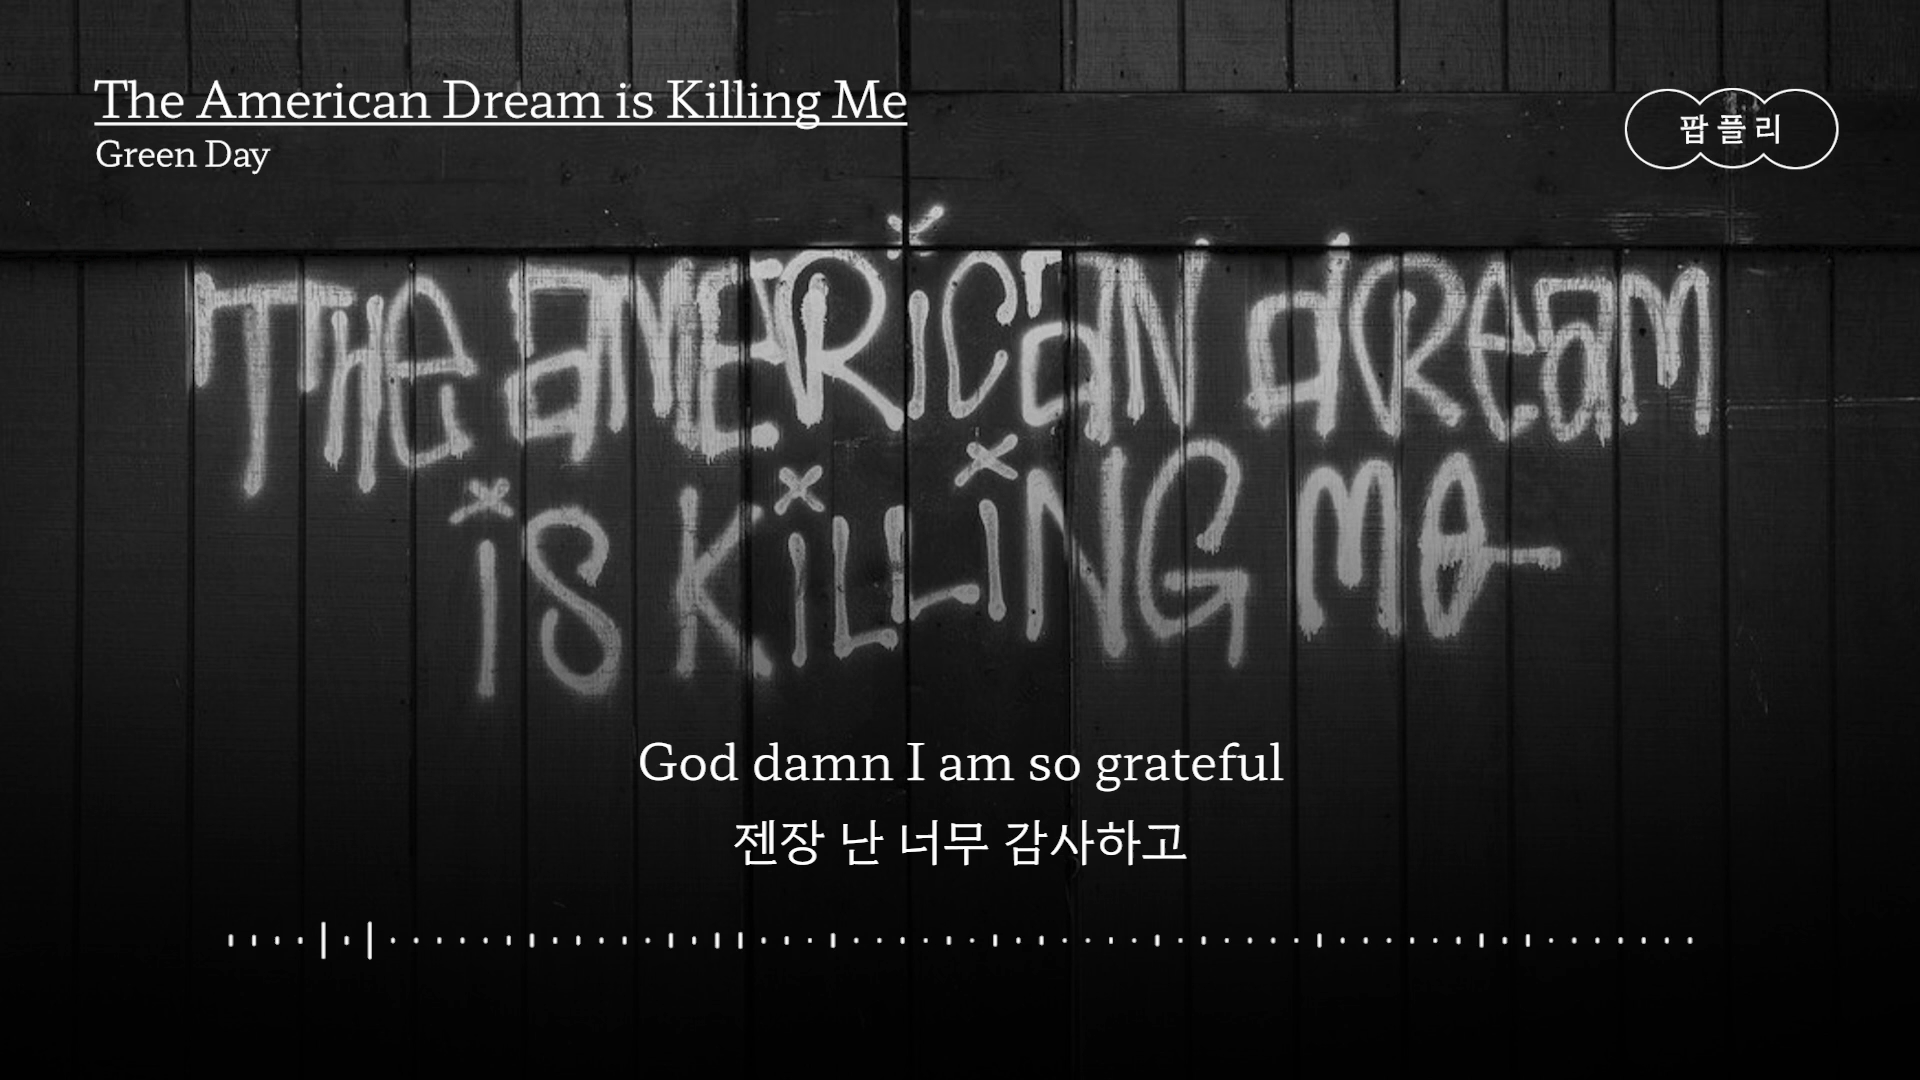 The American Dream is Killing Me
Green Day
팝플리
THE AMERiCaN dReam
is KiLLiNG Me
God damn I am so grateful
젠장 난 너무 감사하고